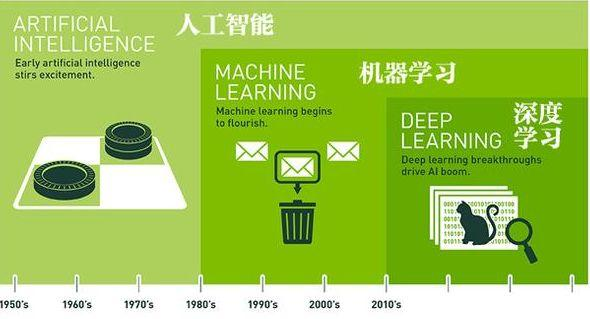 ARTIFICIAL
INTELLIGENCE
人工智能
Early artificial intelligence
stirs excitement.
MACHINE
LEARNING
机器学习
Machine learning begins
to flourish.
DEEP
LEARNING
深度
学习
Deep learning breakthroughs
drive AI boom.
1950's
1960's
1970's
1980's
1990's
2000's
2010's